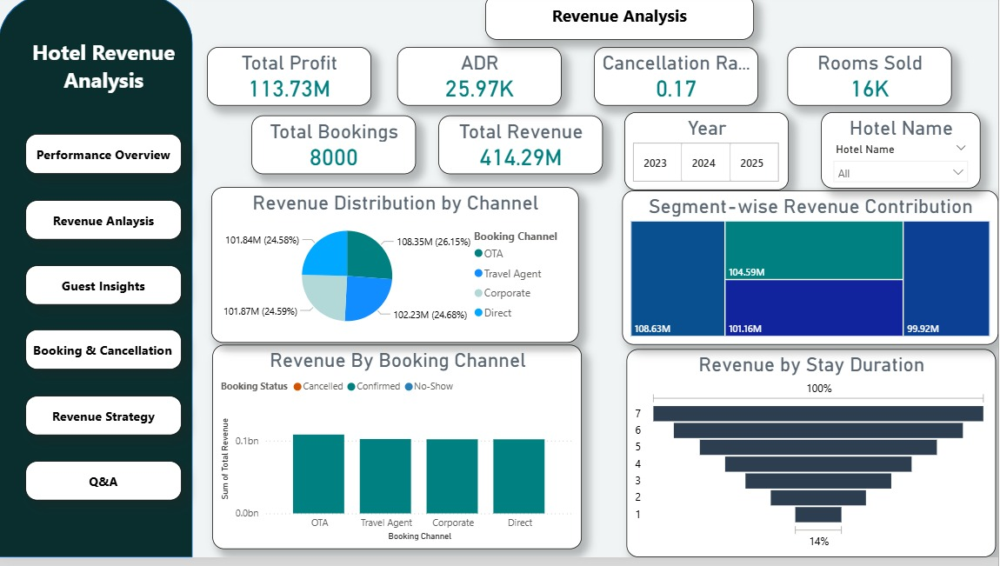 Hotel Revenue
Analysis
Performance Overview
Revenue Anlaysis
Guest Insights
Booking & Cancellation
Revenue Strategy
Q&A
Revenue Analysis
Total Profit
113.73M
ADR
25.97K
Cancellation Ra...
0.17
Rooms Sold
16K
Total Bookings
8000
Total Revenue
414.29M
Year
2023 2024 2025
Hotel Name
Hotel Name
All
Revenue Distribution by Channel
101.84M (24.58%)
108.35M (26.15%)
101.87M (24.59%)
102.23M (24.68%)
Booking Channel
OTA
Travel Agent
Corporate
Direct
Segment-wise Revenue Contribution
108.63M
104.59M
101.16M
99.92M
Revenue By Booking Channel
Booking Status Cancelled Confirmed No-Show
Sum of Total Revenue
0.1bn
0.0bn
OTA Travel Agent Corporate Direct
Booking Channel
Revenue by Stay Duration
100%
7
6
5
4
3
2
1
14%